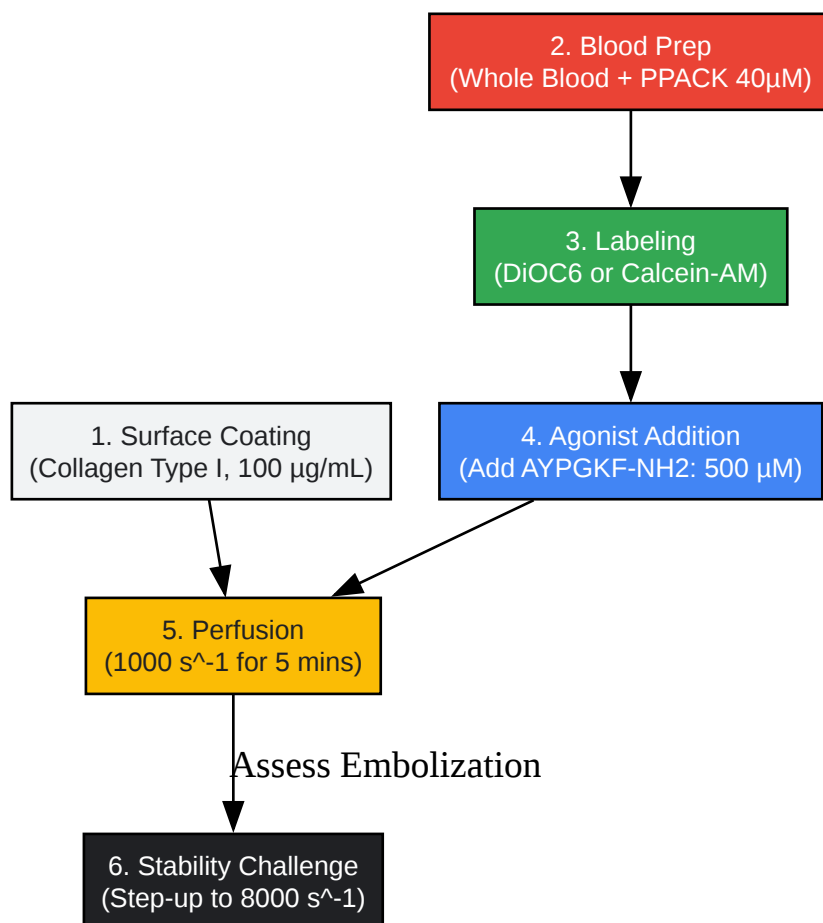 2. Blood Prep
(Whole Blood + PPACK 40µM)
3. Labeling
(DiOC6 or Calcein-AM)
1. Surface Coating
(Collagen Type I, 100 µg/mL)
4. Agonist Addition
(Add AYPGKF-NH2: 500 µM)
5. Perfusion
(1000 s^-1 for 5 mins)
Assess Embolization
6. Stability Challenge
(Step-up to 8000 s^-1)